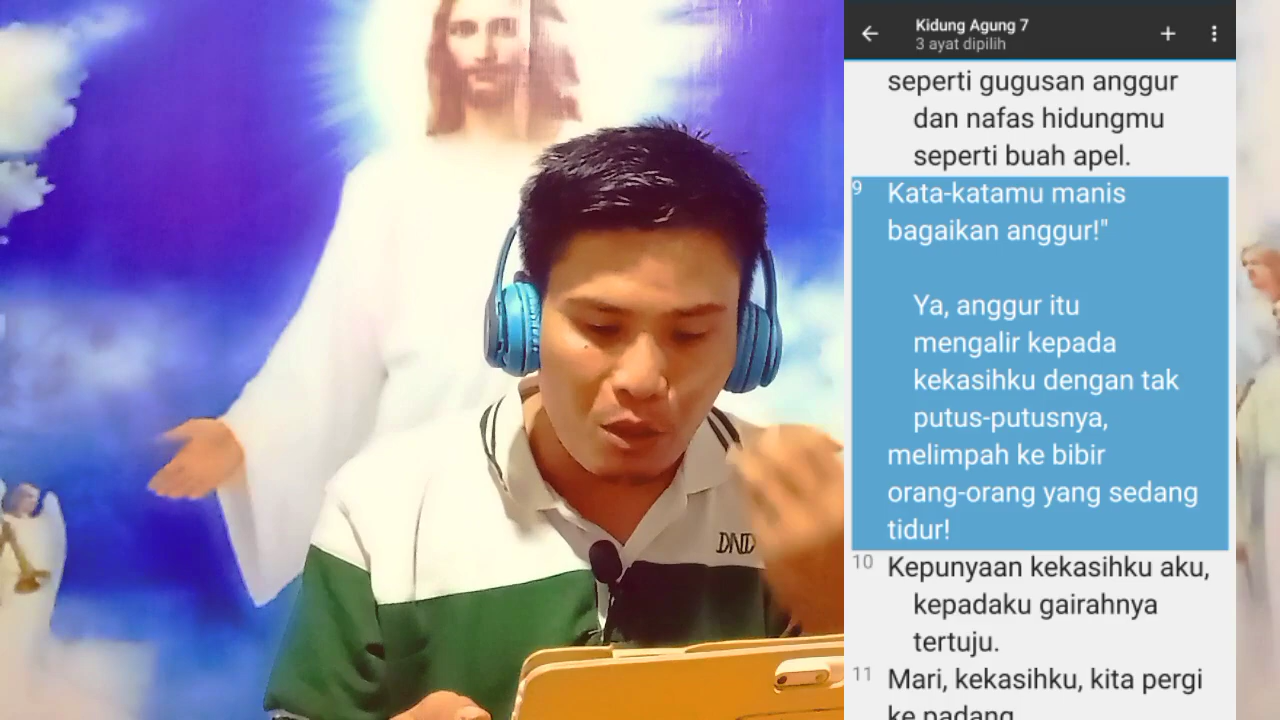 Kidung Agung 7
3 ayat dipilih
seperti gugusan anggur
dan nafas hidungmu
seperti buah apel.
9 Kata-katamu manis
bagaikan anggur!"
Ya, anggur itu
mengalir kepada
kekasihku dengan tak
putus-putusnya,
melimpah ke bibir
orang-orang yang sedang
tidur!
10 Kepunyaan kekasihku aku,
kepadaku gairahnya
tertuju.
11 Mari, kekasihku, kita pergi
ke padang
DND